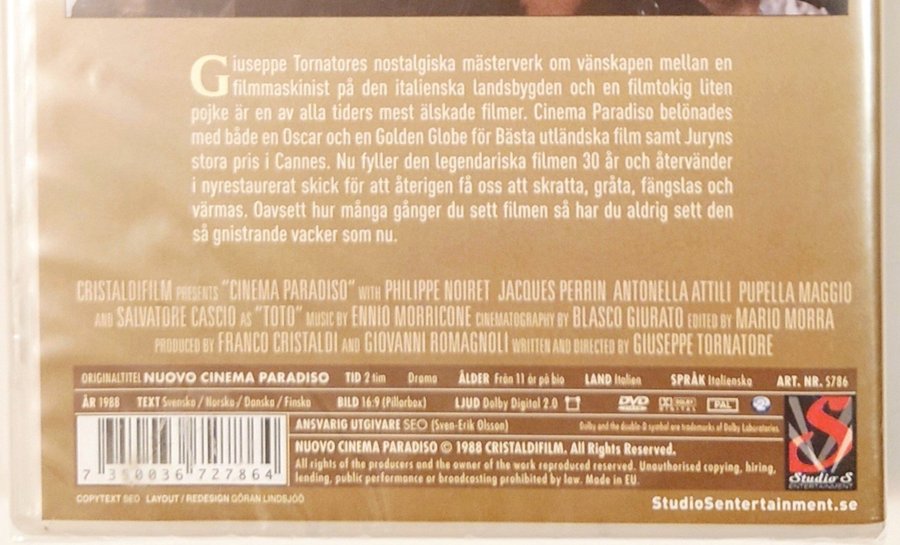 Giuseppe Tornatores nostalgiska mästerverk om vänskapen mellan en
filmmaskinist på den italienska landsbygden och en filmtokig liten
pojke är en av alla tiders mest älskade filmer. Cinema Paradiso belönades
med både en Oscar och en Golden Globe för Bästa utländska film samt Juryns
stora pris i Cannes. Nu fyller den legendariska filmen 30 år och återvänder
i nyrestaurerat skick för att återigen få oss att skratta, gråta, fängslas och
värmas. Oavsett hur många gånger du sett filmen så har du aldrig sett den
så gnistrande vacker som nu.
CRISTALDIFILM PRESENTS "CINEMA PARADISO" WITH PHILIPPE NOIRET JACQUES PERRIN ANTONELLA ATTILI PUPELLA MAGGIO
AND SALVATORE CASCIO AS "TOTO" MUSIC BY ENNIO MORRICONE CINEMATOGRAPHY BY BLASCO GIURATO EDITED BY MARIO MORRA
PRODUCED BY FRANCO CRISTALDI AND GIOVANNI ROMAGNOLI WRITTEN AND DIRECTED BY GIUSEPPE TORNATORE
ORIGINALTITEL NUOVO CINEMA PARADISO TID 2 tim Drama ÅLDER Från 11 år på bio LAND Italien SPRÅK Italienska ART. NR. S786
ÅR 1988 TEXT Svenska / Norska / Danska / Finska BILD 16:9 (Pillarbox) LJUD Dolby Digital 2.0 DVD VIDEO DOLBY DIGITAL PAL 2
ANSVARIG UTGIVARE SEO (Sven-Erik Olsson) Dolby and the double D symbol are trademarks of Dolby Laboratories.
NUOVO CINEMA PARADISO © 1988 CRISTALDIFILM. All Rights Reserved.
All rights of the producers and the owner of the work reproduced reserved. Unauthorised copying, hiring,
lending, public performance or broadcasting prohibited by law. Made in EU.
7 350036 727864
S
Studio S
ENTERTAINMENT
COPYTEXT SEO LAYOUT / REDESIGN GÖRAN LINDSJÖÖ
StudioSentertainment.se